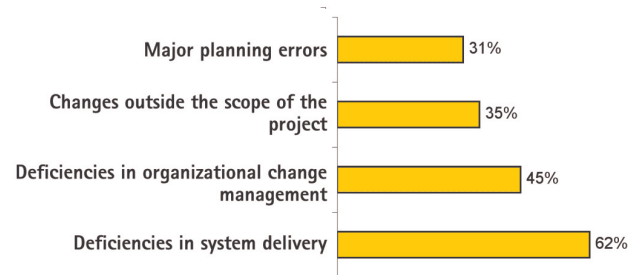 Major planning errors
31%
Changes outside the scope of the
project
35%
Deficiencies in organizational change
management
45%
Deficiencies in system delivery
62%